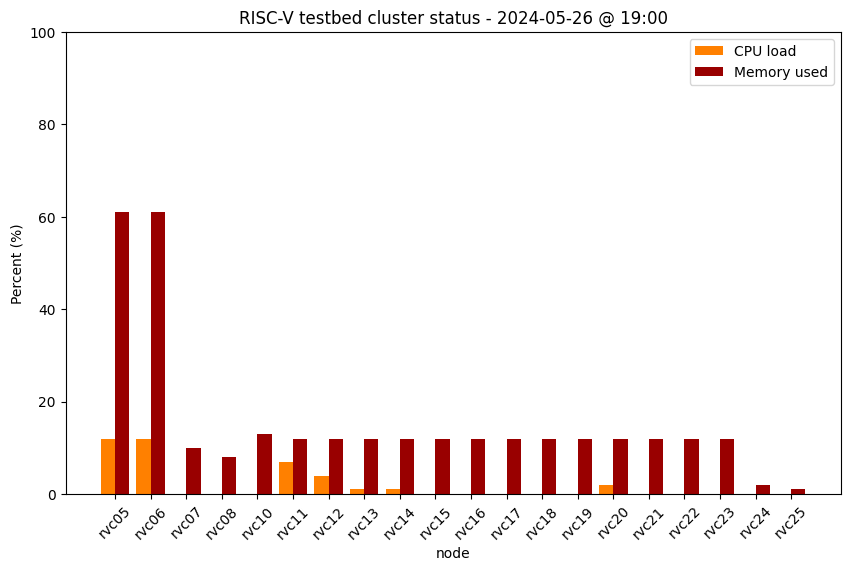 RISC-V testbed cluster status - 2024-05-26 @ 19:00
CPU load
Memory used
Percent (%)
100
80
60
40
20
0
rvc05 rvc06 rvc07 rvc08 rvc10 rvc11 rvc12 rvc13 rvc14 rvc15 rvc16 rvc17 rvc18 rvc19 rvc20 rvc21 rvc22 rvc23 rvc24 rvc25
node